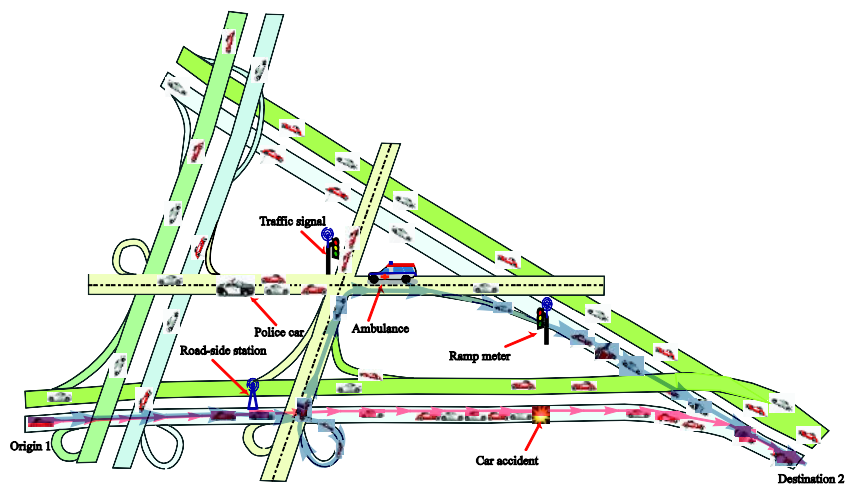 Traffic signal
Police car
Ambulance
Road-side station
Ramp meter
Origin 1
Car accident
Destination 2